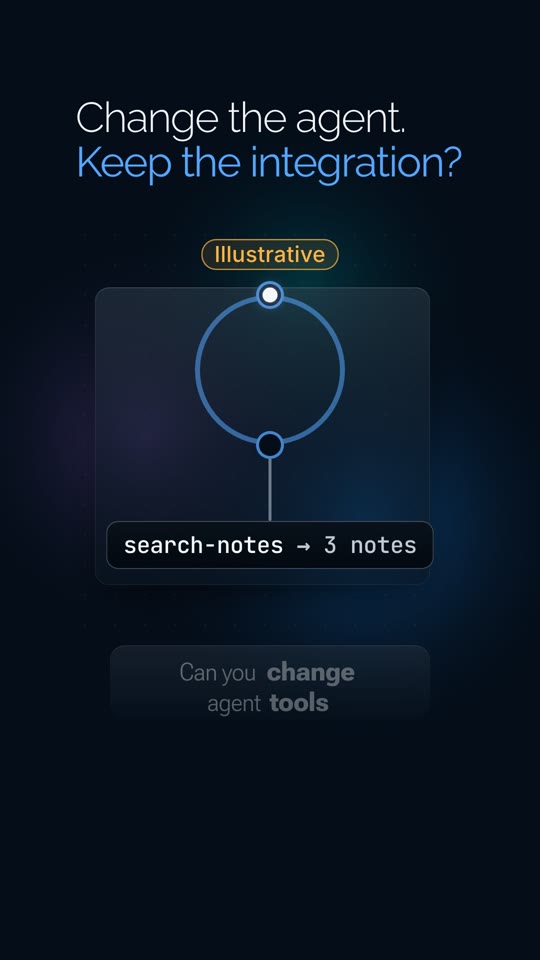 Change the agent.
Keep the integration?
Illustrative
search-notes → 3 notes
Can you change
agent tools